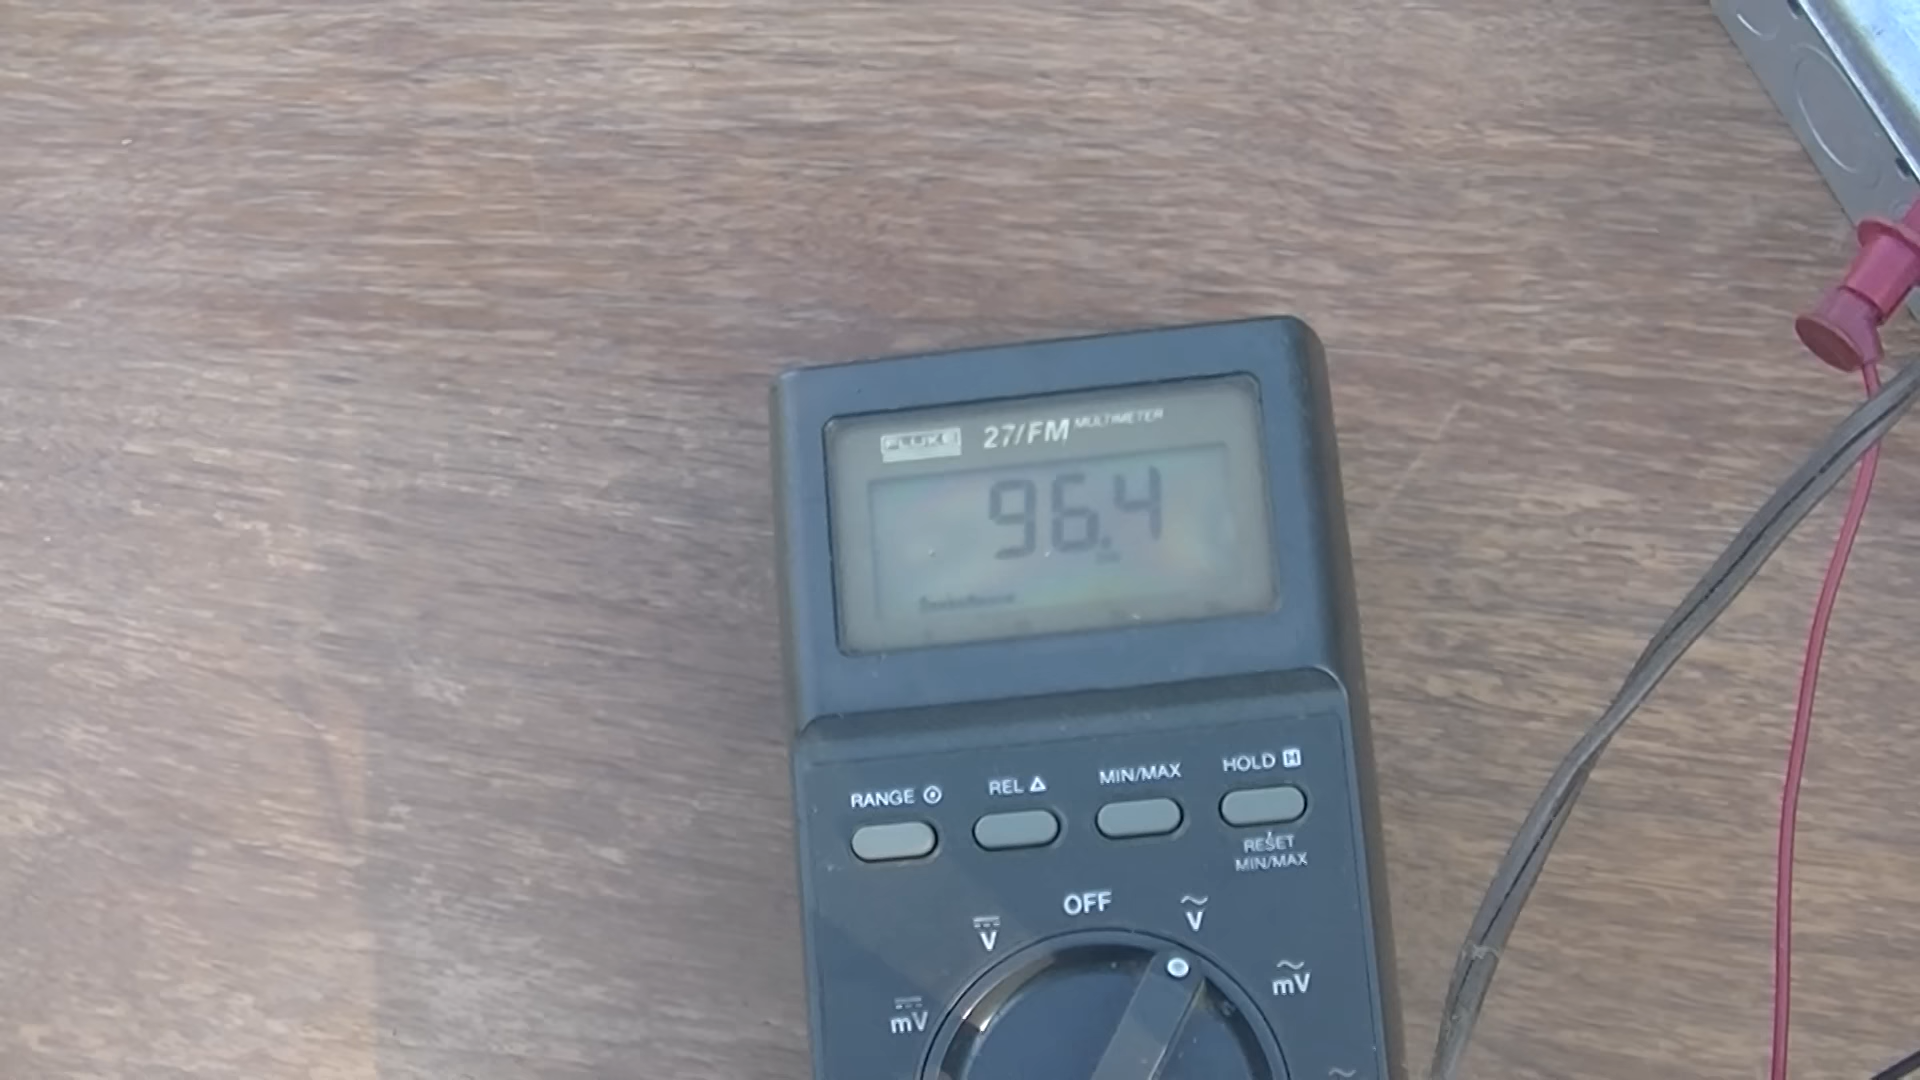 FLUKE 27/FM MULTIMETER
96.4
RANGE REL △ MIN/MAX HOLD H
RESET
MIN/MAX
OFF
V
V
mV
mV